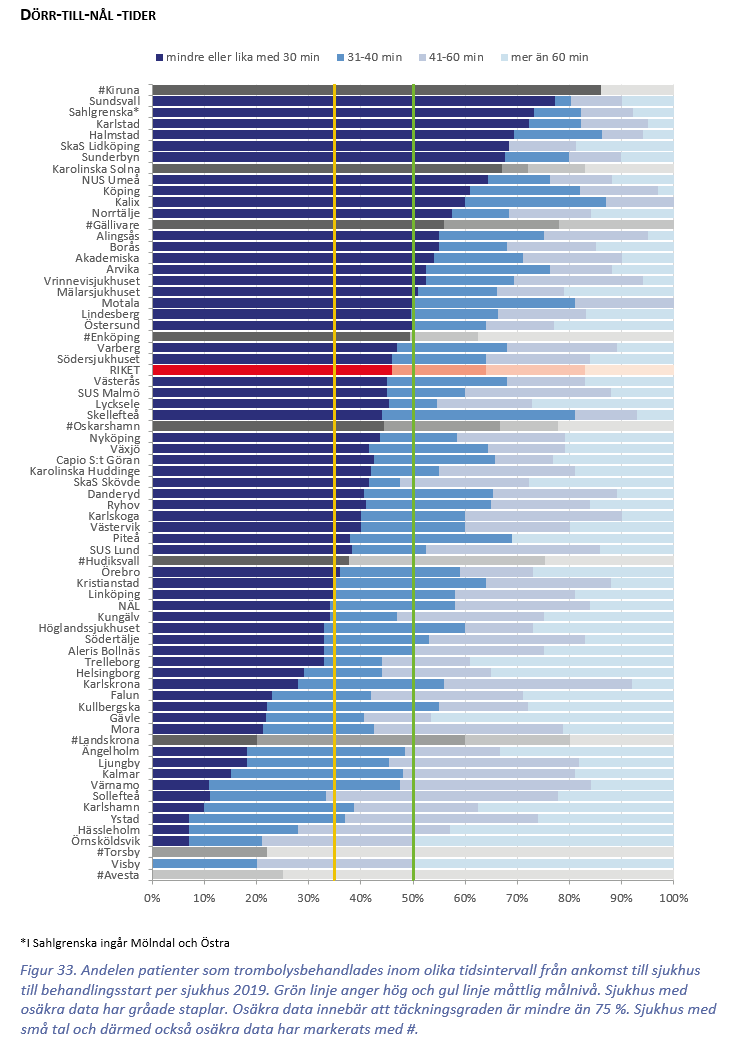 DÖRR-TILL-NÅL -TIDER
mindre eller lika med 30 min 31-40 min 41-60 min mer än 60 min
#Kiruna
Sundsvall
Sahlgrenska*
Karlstad
Halmstad
SkaS Lidköping
Sunderbyn
Karolinska Solna
NUS Umeå
Köping
Kalix
Norrtälje
#Gällivare
Alingsås
Borås
Akademiska
Arvika
Vrinnevisjukhuset
Mälarsjukhuset
Motala
Lindesberg
Östersund
#Enköping
Varberg
Södersjukhuset
RIKET
Västerås
SUS Malmö
Lycksele
Skellefteå
#Oskarshamn
Nyköping
Växjö
Capio S:t Göran
Karolinska Huddinge
SkaS Skövde
Danderyd
Ryhov
Karlskoga
Västervik
Piteå
SUS Lund
#Hudiksvall
Örebro
Kristianstad
Linköping
NÄL
Kungälv
Höglandssjukhuset
Södertälje
Aleris Bollnäs
Trelleborg
Helsingborg
Karlskrona
Falun
Kullbergska
Gävle
Mora
#Landskrona
Ängelholm
Ljungby
Kalmar
Värnamo
Sollefteå
Karlshamn
Ystad
Hässleholm
Örnsköldsvik
#Torsby
Visby
#Avesta
0% 10% 20% 30% 40% 50% 60% 70% 80% 90% 100%
*I Sahlgrenska ingår Mölndal och Östra
Figur 33. Andelen patienter som trombolysbehandlades inom olika tidsintervall från ankomst till sjukhus
till behandlingsstart per sjukhus 2019. Grön linje anger hög och gul linje måttlig målnivå. Sjukhus med
osäkra data har gråade staplar. Osäkra data innebär att täckningsgraden är mindre än 75 %. Sjukhus med
små tal och därmed också osäkra data har markerats med #.